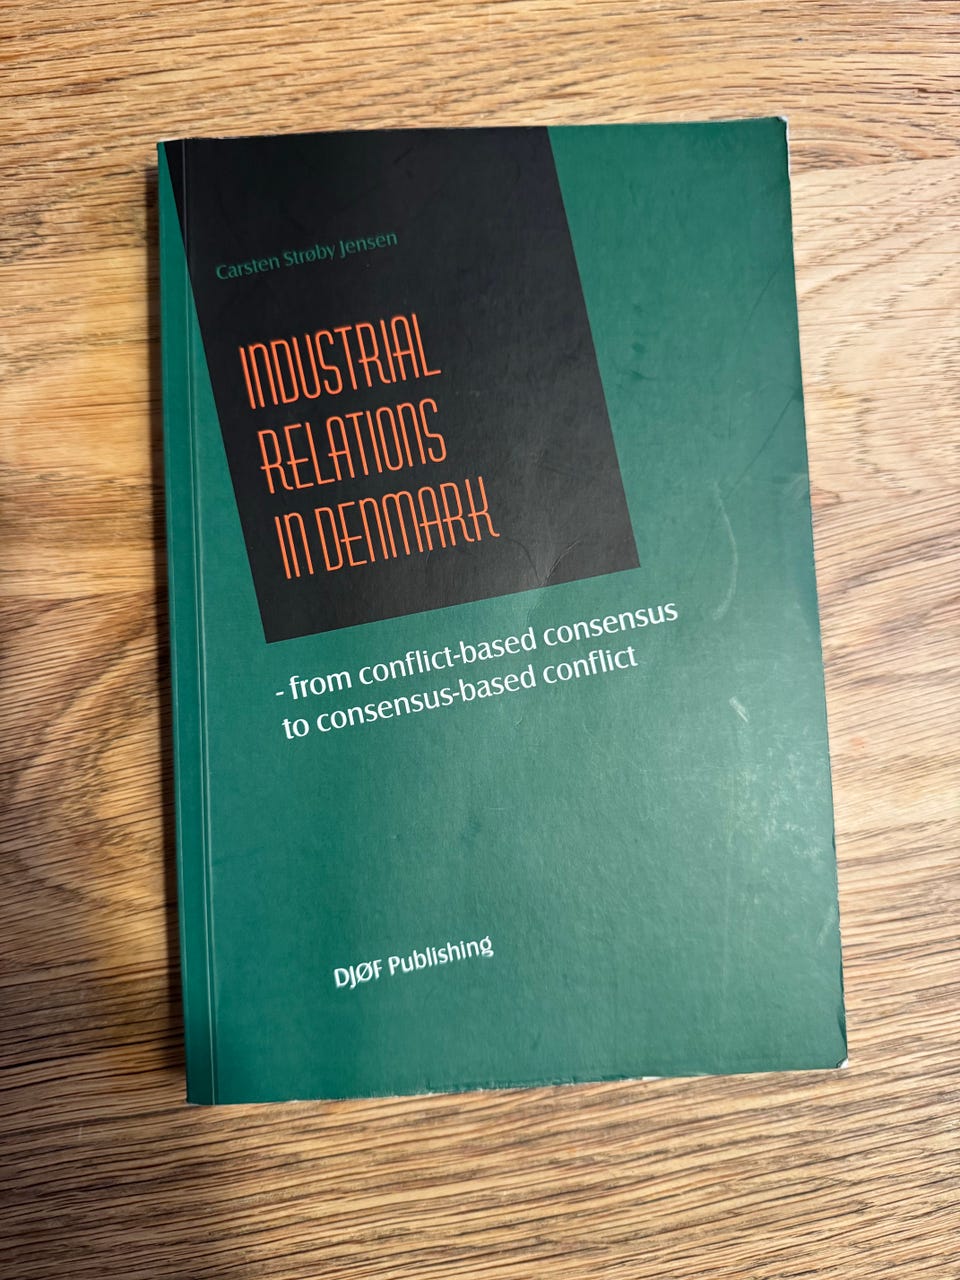 Carsten Strøby Jensen
INDUSTRIAL
RELATIONS
IN DENMARK
- from conflict-based consensus
to consensus-based conflict
DJØF Publishing